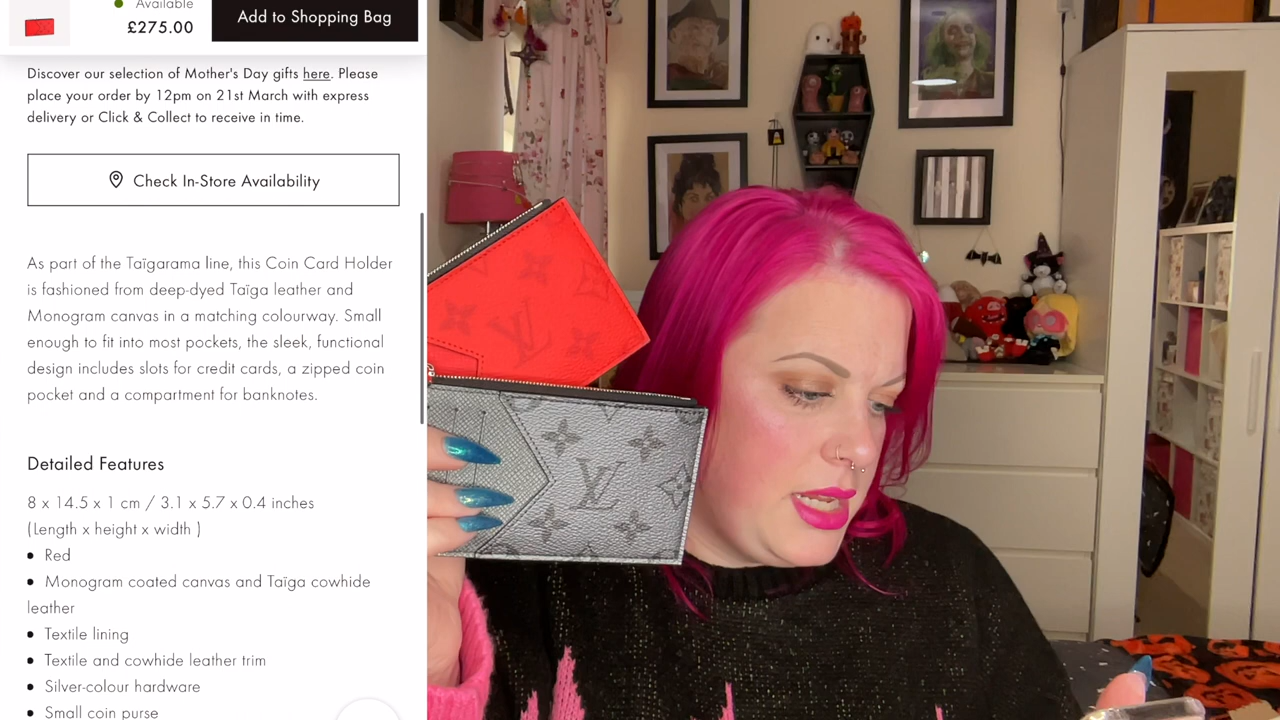 Available
£275.00
Add to Shopping Bag
Discover our selection of Mother's Day gifts here. Please
place your order by 12pm on 21st March with express
delivery or Click & Collect to receive in time.
Check In-Store Availability
As part of the Taïgarama line, this Coin Card Holder
is fashioned from deep-dyed Taïga leather and
Monogram canvas in a matching colourway. Small
enough to fit into most pockets, the sleek, functional
design includes slots for credit cards, a zipped coin
pocket and a compartment for banknotes.
Detailed Features
8 x 14.5 x 1 cm / 3.1 x 5.7 x 0.4 inches
(Length x height x width )
• Red
• Monogram coated canvas and Taïga cowhide
leather
• Textile lining
• Textile and cowhide leather trim
• Silver-colour hardware
• Small coin purse
LV
LV